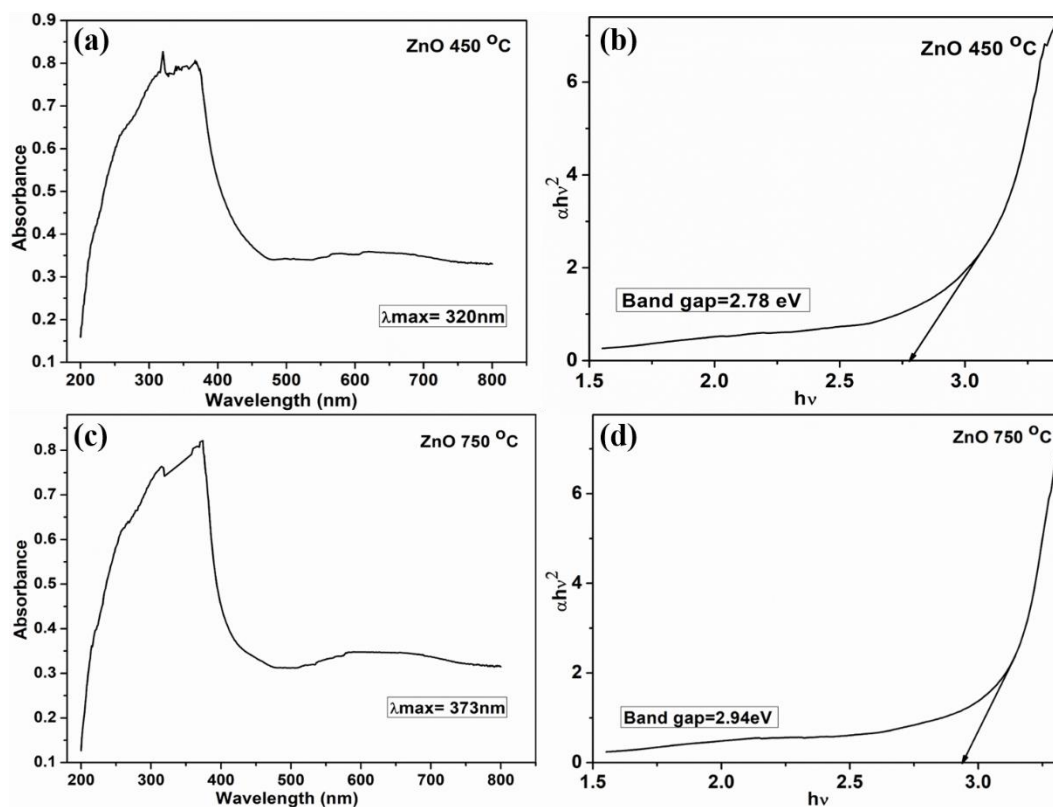 (a)
ZnO 450 °C
0.9
0.8
0.7
0.6
0.5
0.4
0.3
0.2
0.1
Absorbance
λmax= 320nm
200 300 400 500 600 700 800
Wavelength (nm)
(b)
ZnO 450 °C
6
4
2
0
αhν²
Band gap=2.78 eV
1.5 2.0 2.5 3.0
hν
(c)
ZnO 750 °C
0.8
0.7
0.6
0.5
0.4
0.3
0.2
0.1
Absorbance
λmax= 373nm
200 300 400 500 600 700 800
Wavelength (nm)
(d)
ZnO 750 °C
6
4
2
0
αhν²
Band gap=2.94eV
1.5 2.0 2.5 3.0
hν